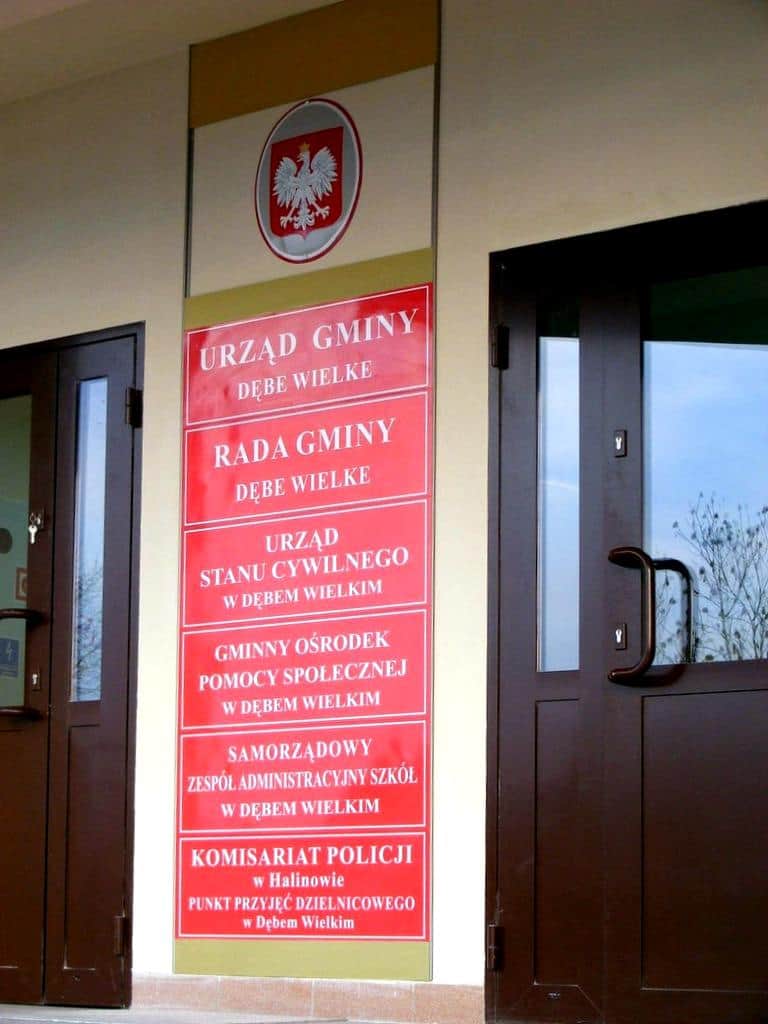 URZĄD GMINY
DĘBE WIELKE
RADA GMINY
DĘBE WIELKE
URZĄD
STANU CYWILNEGO
W DĘBEM WIELKIM
GMINNY OŚRODEK
POMOCY SPOŁECZNEJ
W DĘBEM WIELKIM
SAMORZĄDOWY
ZESPÓŁ ADMINISTRACYJNY SZKÓŁ
W DĘBEM WIELKIM
KOMISARIAT POLICJI
w Halinowie
PUNKT PRZYJĘĆ DZIELNICOWEGO
w Dębem Wielkim